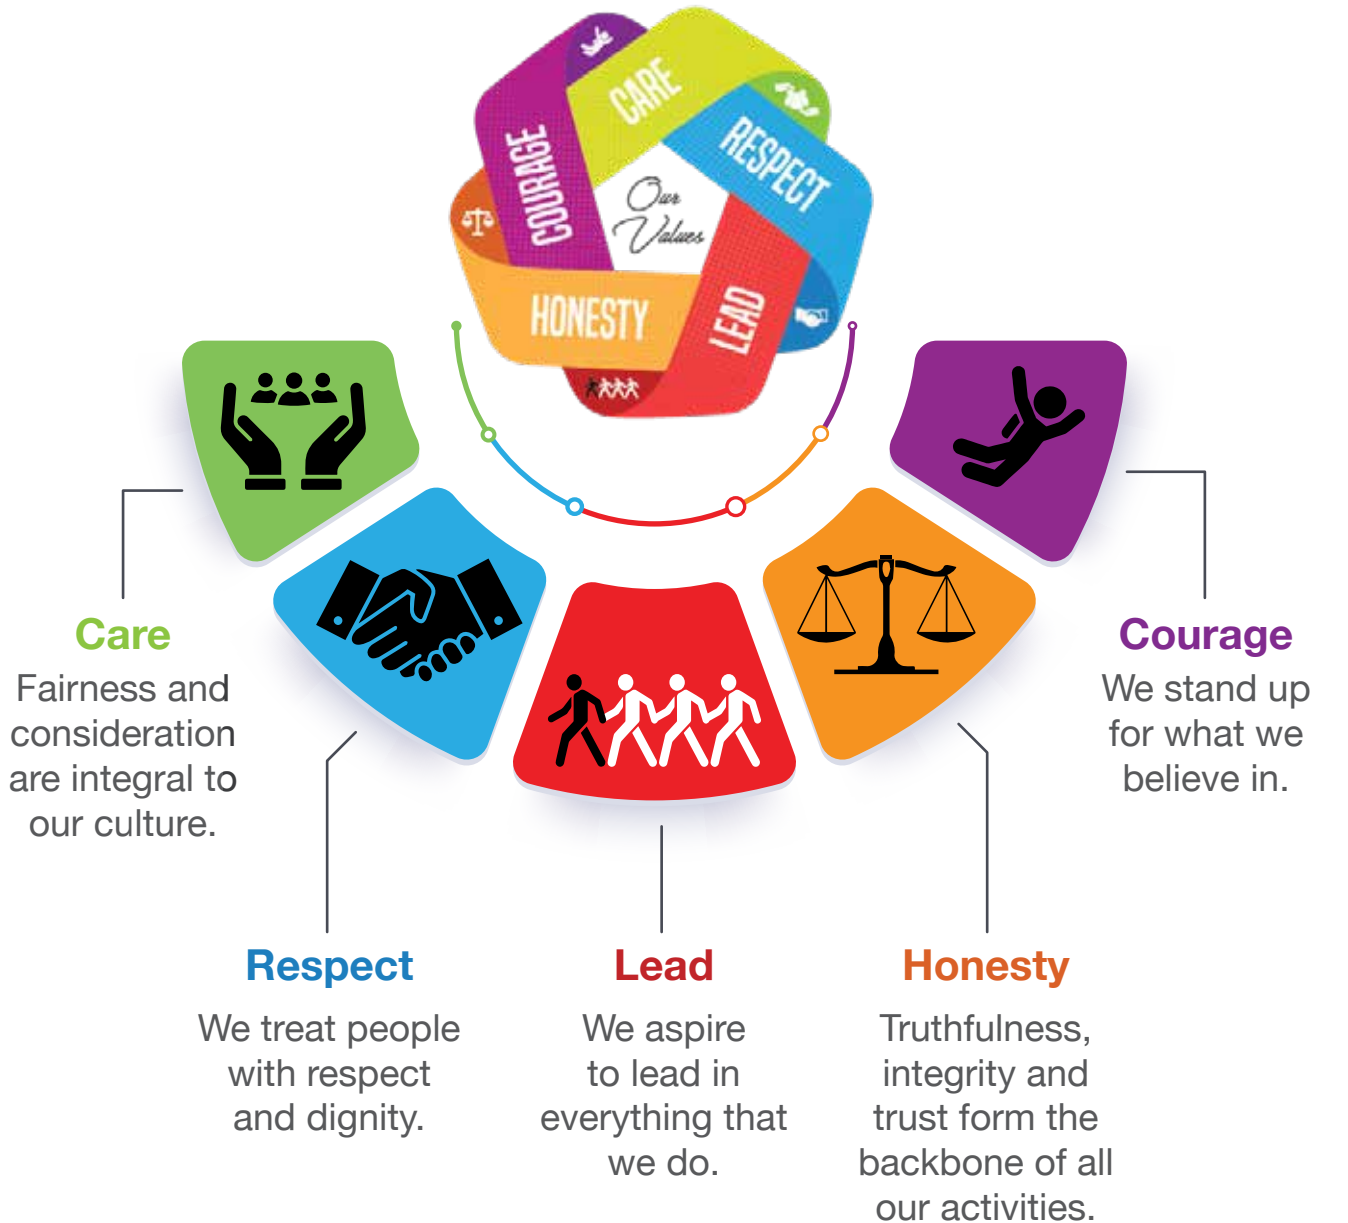 CARE
RESPECT
COURAGE
Our
Values
HONESTY
LEAD
Care
Fairness and
consideration
are integral to
our culture.
Respect
We treat people
with respect
and dignity.
Lead
We aspire
to lead in
everything that
we do.
Honesty
Truthfulness,
integrity and
trust form the
backbone of all
our activities.
Courage
We stand up
for what we
believe in.